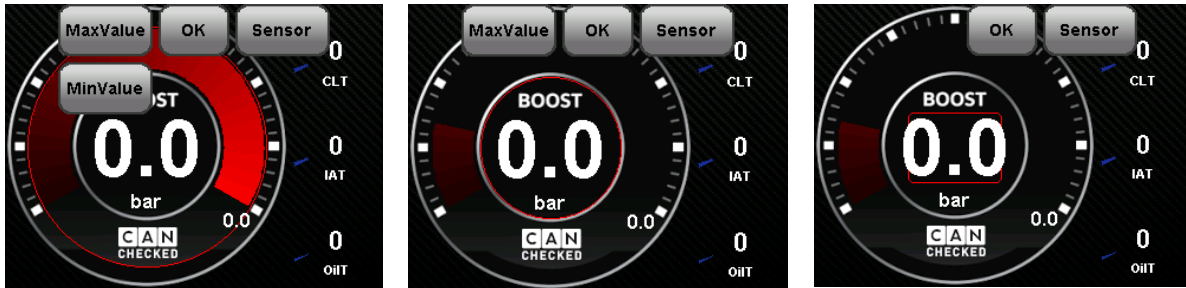 MaxValue OK Sensor
MinValue
0.0
bar
0.0
CAN
CHECKED
0
CLT
0
IAT
0
OilT
MaxValue OK Sensor
BOOST
0.0
bar
0.0
CAN
CHECKED
0
CLT
0
IAT
0
OilT
OK Sensor
BOOST
0.0
bar
0.0
CAN
CHECKED
0
CLT
0
IAT
0
OilT